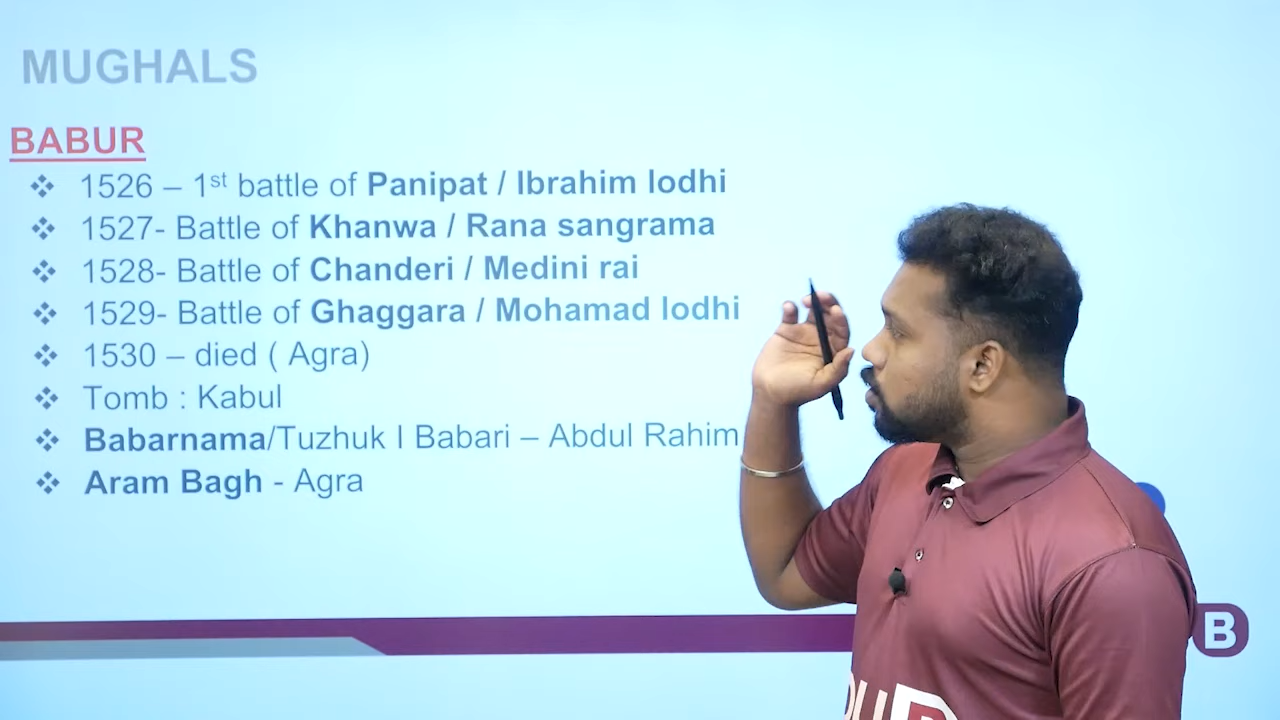 MUGHALS
BABUR
❖ 1526 – 1st battle of Panipat / Ibrahim lodhi
❖ 1527- Battle of Khanwa / Rana sangrama
❖ 1528- Battle of Chanderi / Medini rai
❖ 1529- Battle of Ghaggara / Mohamad lodhi
❖ 1530 – died ( Agra)
❖ Tomb : Kabul
❖ Babarnama/Tuzhuk I Babari – Abdul Rahim
❖ Aram Bagh - Agra
B